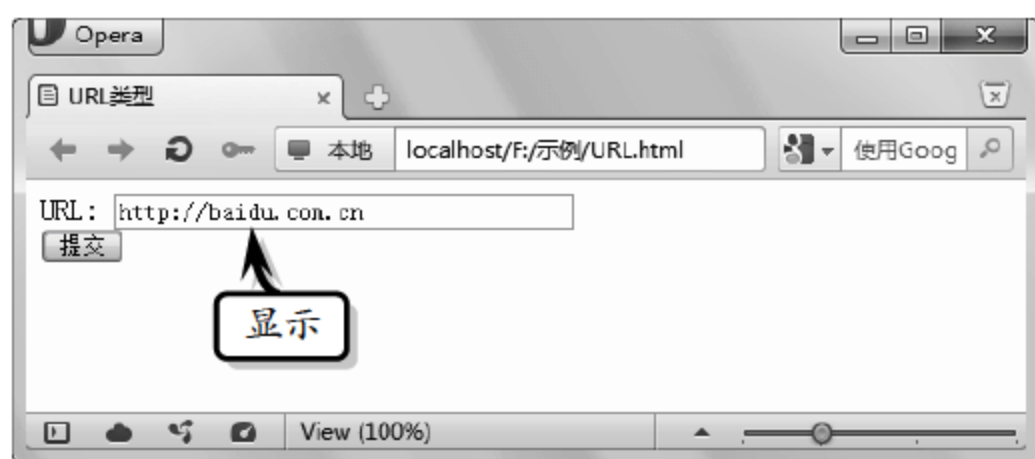 Opera
URL类型
本地 localhost/F:/示例/URL.html 使用Goog
URL: http://baidu.con.cn
提交
显示
View (100%)